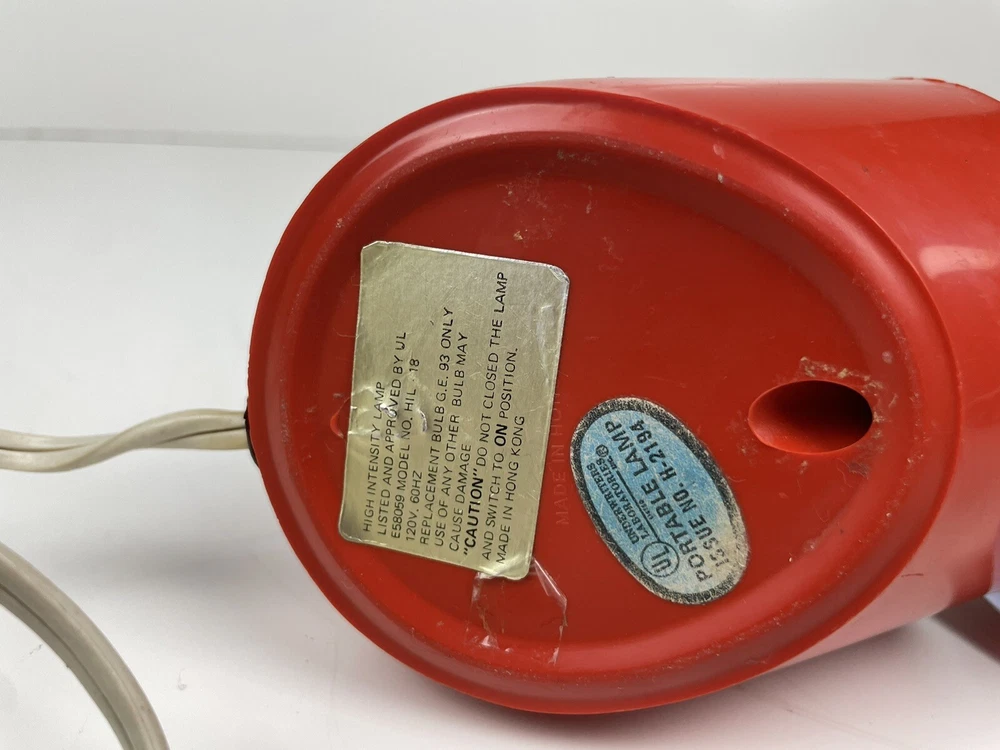 HIGH INTENSITY LAMP
LISTED AND APPROVED BY UL
E58059 MODEL NO. HIL 18
120V. 60HZ
REPLACEMENT BULB G.E. 93 ONLY
USE OF ANY OTHER BULB MAY
CAUSE DAMAGE
"CAUTION" DO NOT CLOSED THE LAMP
AND SWITCH TO ON POSITION.
MADE IN HONG KONG
MADE IN
UL
UNDERWRITERS
LABORATORIES
PORTABLE LAMP
ISSUE NO. H-2194